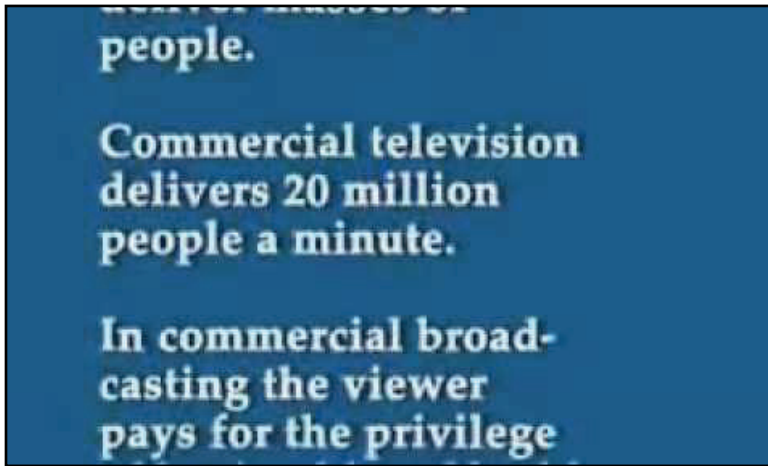 people.
Commercial television
delivers 20 million
people a minute.
In commercial broad-
casting the viewer
pays for the privilege